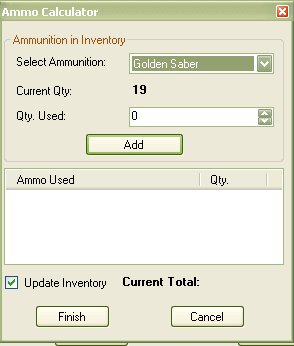 Ammo Calculator
Ammunition in Inventory
Select Ammunition: Golden Saber
Current Qty: 19
Qty. Used: 0
Add
Ammo Used Qty.
Update Inventory Current Total:
Finish Cancel